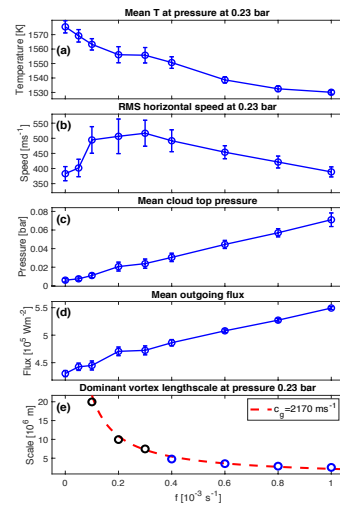 Mean T at pressure at 0.23 bar
(a)
Temperature [K]
1570
1550
1530
RMS horizontal speed at 0.23 bar
(b)
Speed [ms-1]
550
500
450
400
350
Mean cloud top pressure
(c)
Pressure [bar]
0.08
0.06
0.04
0.02
0
Mean outgoing flux
(d)
Flux [10^5 Wm-2]
5.5
5
4.5
Dominant vortex lengthscale at pressure 0.23 bar
(e)
Scale [10^6 m]
20
15
10
5
c_g=2170 ms-1
0 0.2 0.4 0.6 0.8 1
f [10^-3 s^-1]